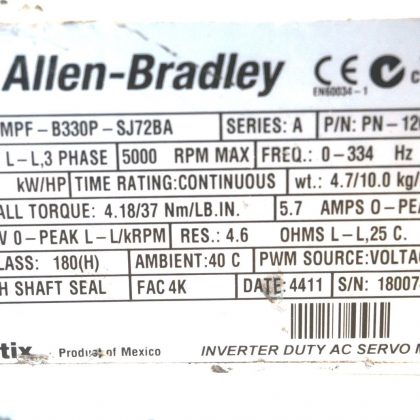 Allen-Bradley CE C
EN60034-1
MPF-B330P-SJ72BA SERIES: A P/N: PN-12
L-L,3 PHASE 5000 RPM MAX FREQ.: 0-334 Hz
kW/HP TIME RATING:CONTINUOUS wt.: 4.7/10.0 kg/
ALL TORQUE: 4.18/37 Nm/LB.IN. 5.7 AMPS O-PEA
V 0-PEAK L-L/kRPM RES.: 4.6 OHMS L-L,25 C.
LASS: 180(H) AMBIENT:40 C PWM SOURCE:VOLTAG
H SHAFT SEAL FAC 4K DATE: 4411 S/N: 18007
tix Product of Mexico INVERTER DUTY AC SERVO M